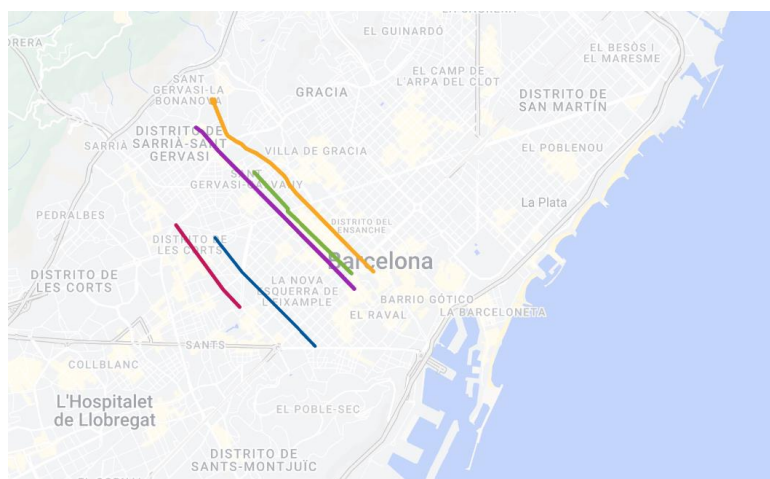 EL GUINARDÓ
EL BESÒS I
EL MARESME
SANT
GERVASI-LA
BONANOVA
GRACIA
EL CAMP DE
L'ARPA DEL CLOT
DISTRITO DE
SAN MARTÍN
DISTRITO DE
SARRIÀ-SANT
GERVASI
SARRIÀ
VILLA DE GRACIA
EL POBLENOU
SANT
GERVASI-GALVANY
PEDRALBES
La Plata
DISTRITO DEL
ENSANCHE
DISTRITO DE
LES CORTS
Barcelona
DISTRITO DE
LES CORTS
LA NOVA
ESQUERRA DE
L'EIXAMPLE
BARRIO GÓTICO
EL RAVAL
LA BARCELONETA
SANTS
COLLBLANC
L'Hospitalet
de Llobregat
EL POBLE-SEC
DISTRITO DE
SANTS-MONTJUÏC